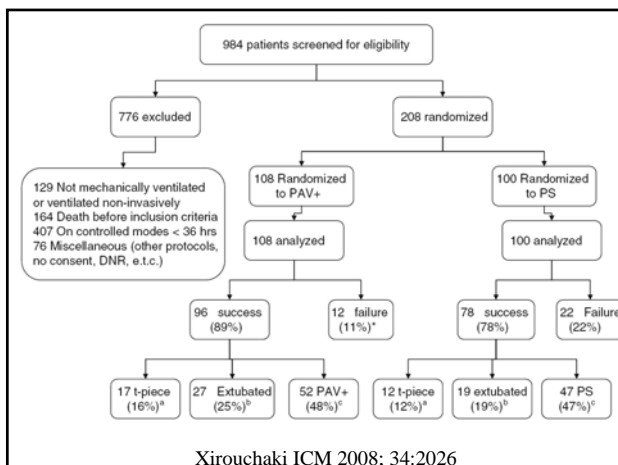 984 patients screened for eligibility
776 excluded
208 randomized
129 Not mechanically ventilated
or ventilated non-invasively
164 Death before inclusion criteria
407 On controlled modes < 36 hrs
76 Miscellaneous (other protocols,
no consent, DNR, e.t.c.)
108 Randomized
to PAV+
100 Randomized
to PS
108 analyzed
100 analyzed
96 success
(89%)
12 failure
(11%)*
78 success
(78%)
22 Failure
(22%)
17 t-piece
(16%)ᵃ
27 Extubated
(25%)ᵇ
52 PAV+
(48%)ᶜ
12 t-piece
(12%)ᵃ
19 extubated
(19%)ᵇ
47 PS
(47%)ᶜ
Xirouchaki ICM 2008; 34:2026